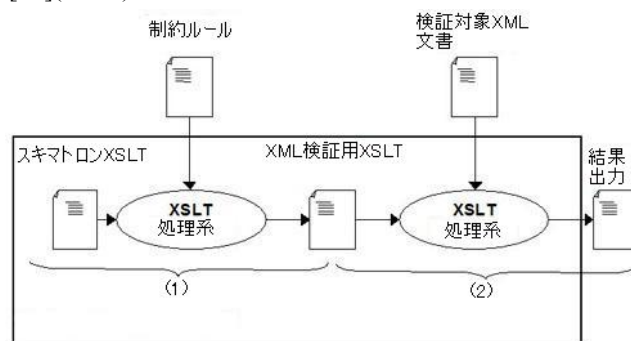 制約ルール
検証対象XML
文書
スキマトロンXSLT
XML検証用XSLT
結果
出力
XSLT
処理系
XSLT
処理系
(1)
(2)